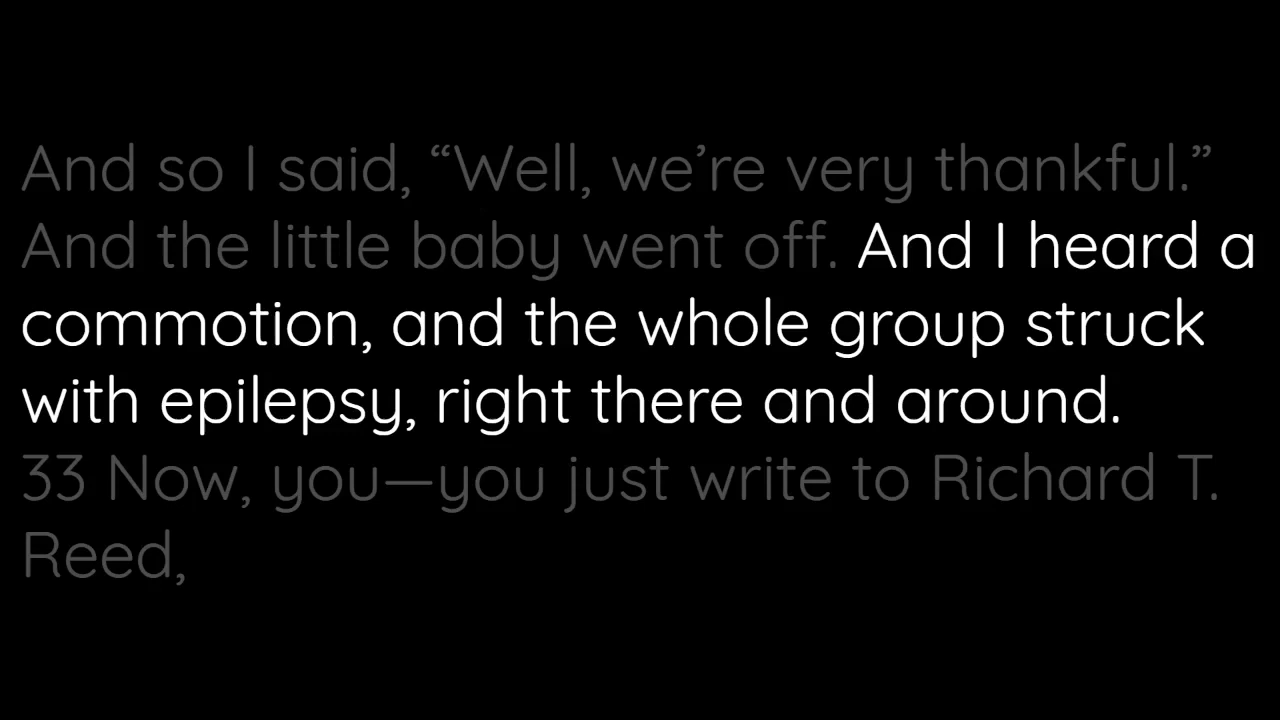 And so I said, “Well, we’re very thankful.”
And the little baby went off. And I heard a
commotion, and the whole group struck
with epilepsy, right there and around.
33 Now, you—you just write to Richard T.
Reed,